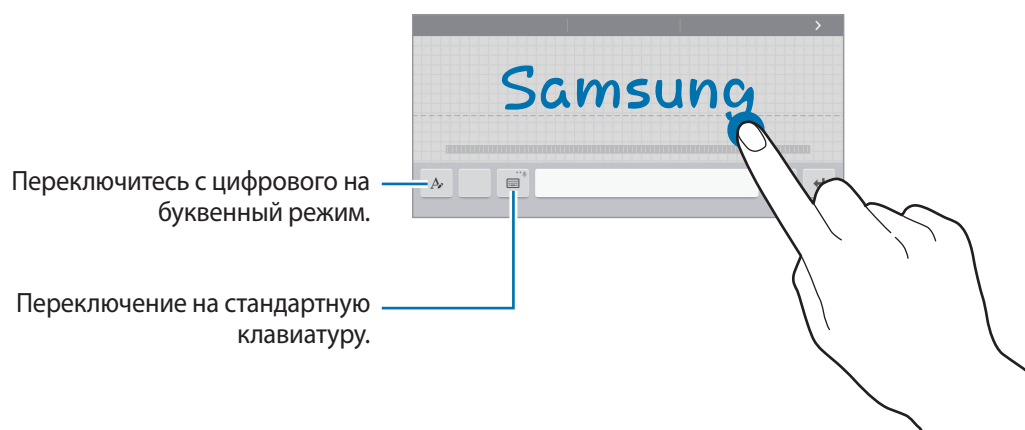 Samsung
Переключитесь с цифрового на
буквенный режим.
Переключение на стандартную
клавиатуру.